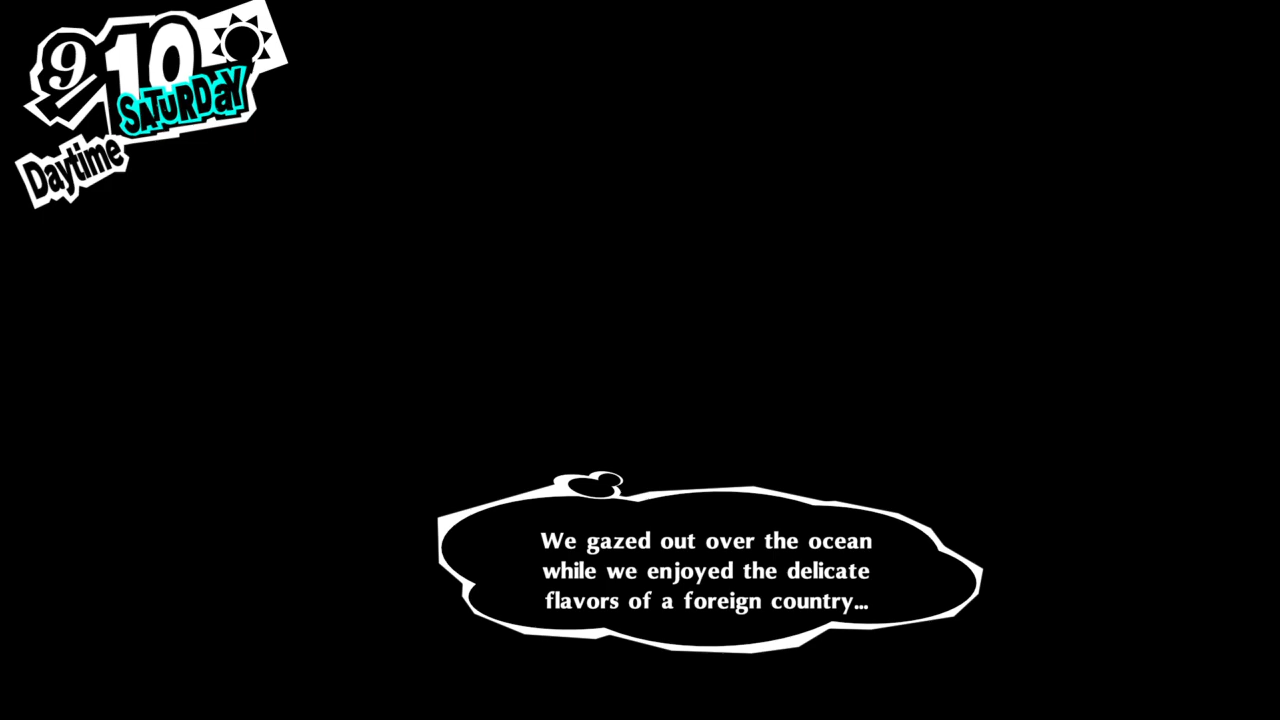 9/10
SATURDAY
Daytime
We gazed out over the ocean
while we enjoyed the delicate
flavors of a foreign country...